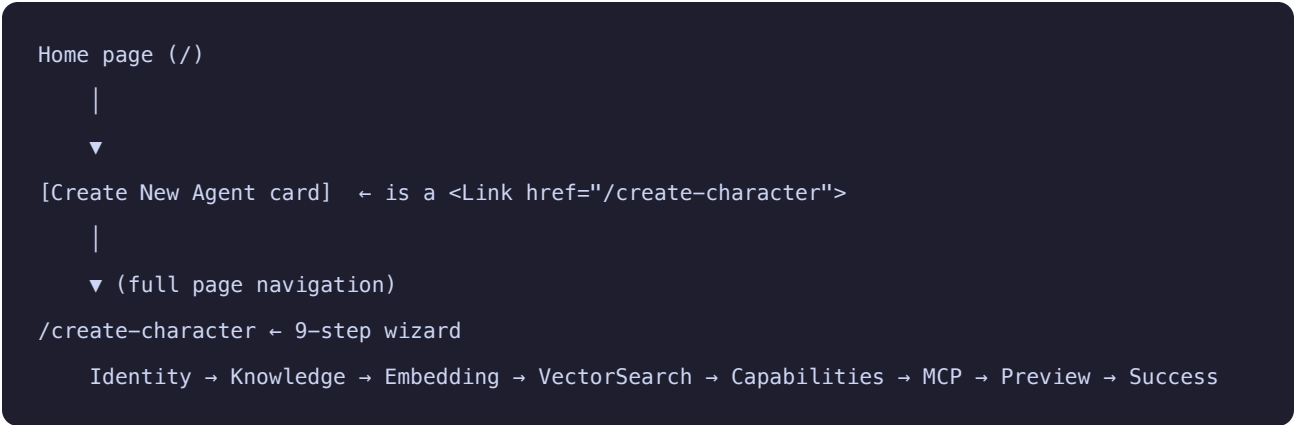 Home page (/)
│
▼
[Create New Agent card]  ← is a <Link href="/create-character">
│
▼ (full page navigation)
/create-character ← 9-step wizard
Identity → Knowledge → Embedding → VectorSearch → Capabilities → MCP → Preview → Success